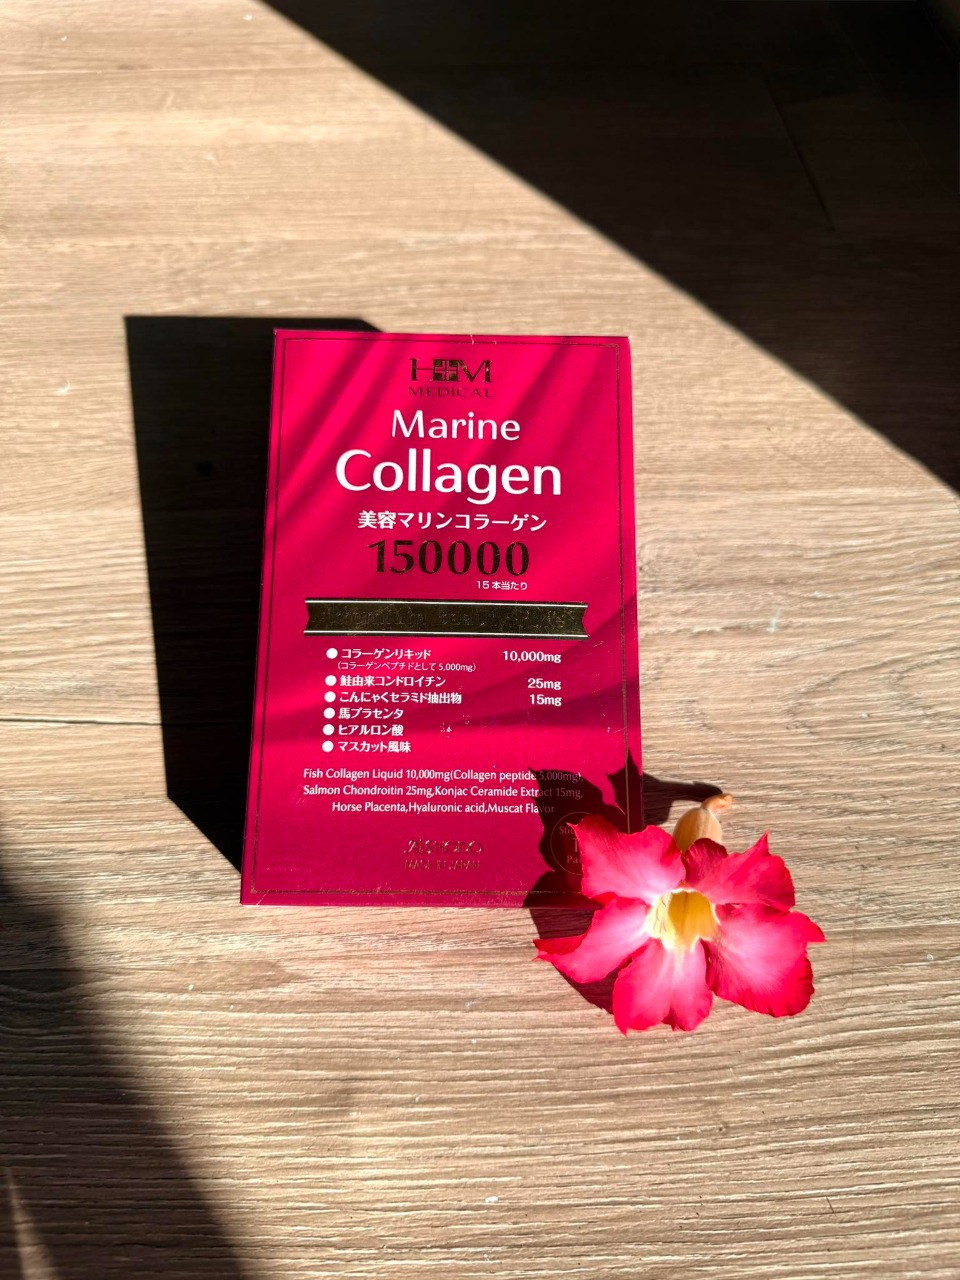 HM
MEDICAL
Marine
Collagen
美容マリンコラーゲン
150000
15本当たり
● コラーゲンリキッド 10,000mg
(コラーゲンペプチドとして 5,000mg)
● 鮭由来コンドロイチン 25mg
● こんにゃくセラミド抽出物 15mg
● 馬プラセンタ
● ヒアルロン酸
● マスカット風味
Fish Collagen Liquid 10,000mg(Collagen peptide 5,000mg),
Salmon Chondroitin 25mg,Konjac Ceramide Extract 15mg,
Horse Placenta,Hyaluronic acid,Muscat Flavor
MADE IN JAPAN